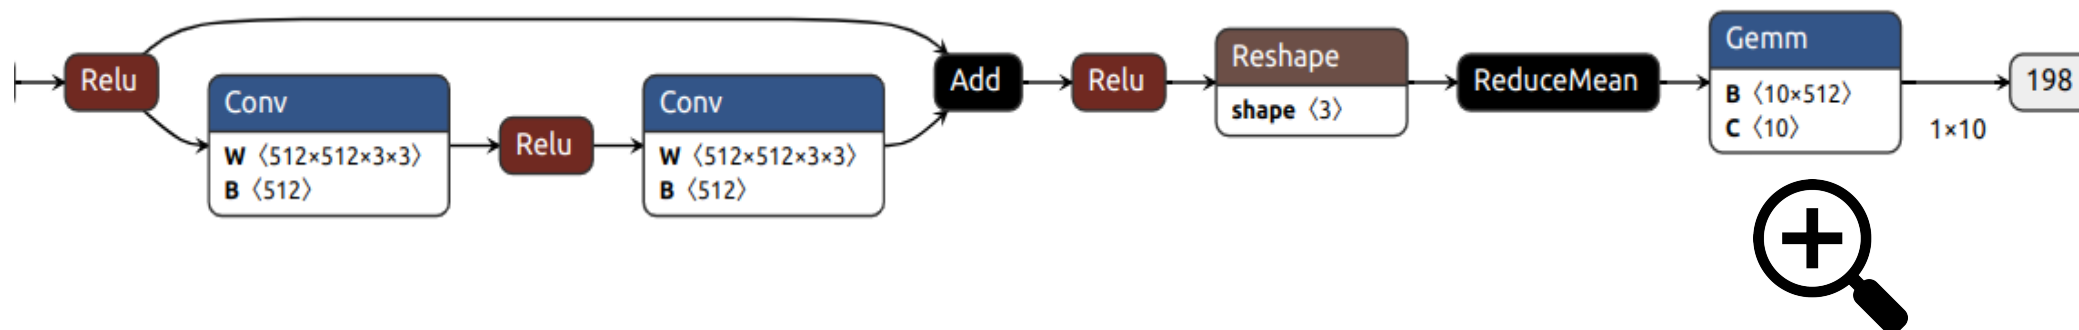 Relu
Conv
W〈512×512×3×3〉
B〈512〉
Relu
Conv
W〈512×512×3×3〉
B〈512〉
Add
Relu
Reshape
shape〈3〉
ReduceMean
Gemm
B〈10×512〉
C〈10〉
1×10
198